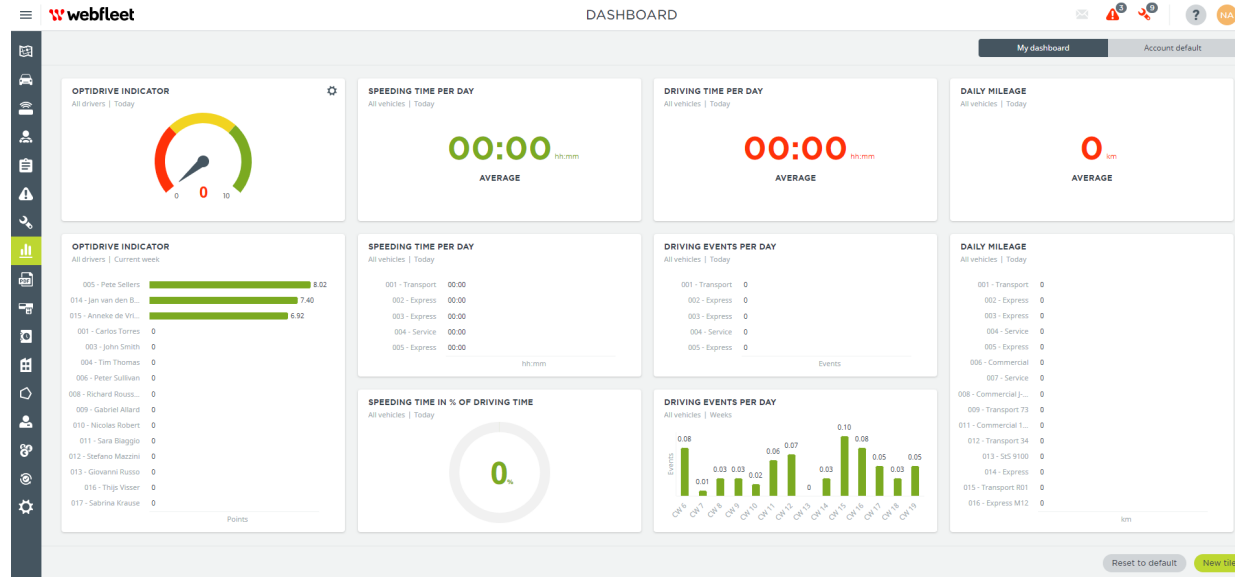 webfleet
DASHBOARD
3
9
?
NA
My dashboard
Account default
OPTIDRIVE INDICATOR
All drivers | Today
0
0
10
SPEEDING TIME PER DAY
All vehicles | Today
00:00 hh:mm
AVERAGE
DRIVING TIME PER DAY
All vehicles | Today
00:00 hh:mm
AVERAGE
DAILY MILEAGE
All vehicles | Today
0 km
AVERAGE
OPTIDRIVE INDICATOR
All drivers | Current week
005 - Pete Sellers 8.02
014 - Jan van den B... 7.40
015 - Anneke de Vri... 6.92
001 - Carlos Torres 0
003 - John Smith 0
004 - Tim Thomas 0
006 - Peter Sullivan 0
008 - Richard Rouss... 0
009 - Gabriel Allard 0
010 - Nicolas Robert 0
011 - Sara Biaggio 0
012 - Stefano Mazzini 0
013 - Giovanni Russo 0
016 - Thijs Visser 0
017 - Sabrina Krause 0
Points
SPEEDING TIME PER DAY
All vehicles | Today
001 - Transport 00:00
002 - Express 00:00
003 - Express 00:00
004 - Service 00:00
005 - Express 00:00
hh:mm
DRIVING EVENTS PER DAY
All vehicles | Today
001 - Transport 0
002 - Express 0
003 - Express 0
004 - Service 0
005 - Express 0
Events
DAILY MILEAGE
All vehicles | Today
001 - Transport 0
002 - Express 0
003 - Express 0
004 - Service 0
005 - Express 0
006 - Commercial 0
007 - Service 0
008 - Commercial J-... 0
009 - Transport 73 0
011 - Commercial 1... 0
012 - Transport 34 0
013 - StS 9100 0
014 - Express 0
015 - Transport R01 0
016 - Express M12 0
km
SPEEDING TIME IN % OF DRIVING TIME
All vehicles | Today
0%
DRIVING EVENTS PER DAY
All vehicles | Weeks
Events
0.08
0.01
0.03
0.03
0.02
0.06
0.07
0
0.03
0.10
0.08
0.05
0.03
0.05
CW 6
CW 7
CW 8
CW 9
CW 10
CW 11
CW 12
CW 13
CW 14
CW 15
CW 16
CW 17
CW 18
CW 19
PDF
Reset to default
New tile